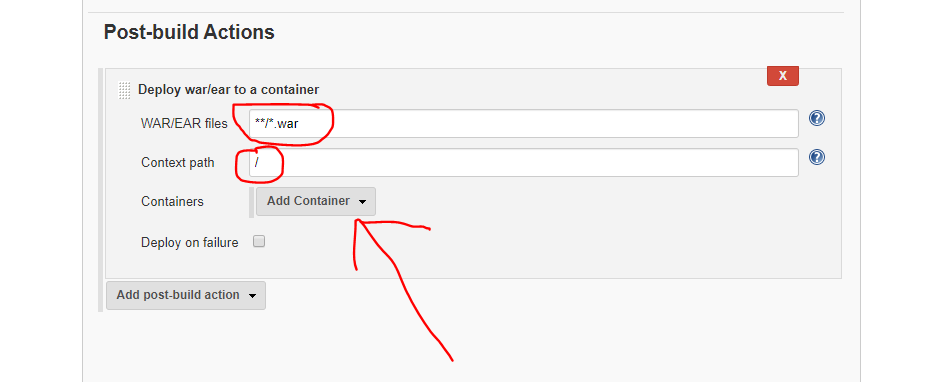 Post-build Actions
X
Deploy war/ear to a container
WAR/EAR files
**/*.war
?
Context path
/
?
Containers
Add Container
Deploy on failure
Add post-build action